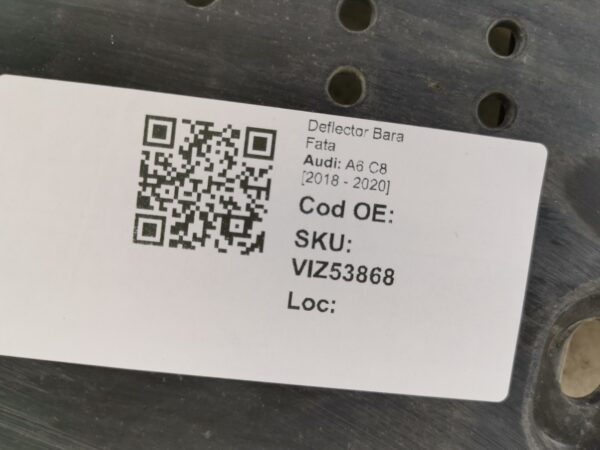 Deflector Bara
Fata
Audi: A6 C8
[2018 - 2020]
Cod OE:
SKU:
VIZ53868
Loc: